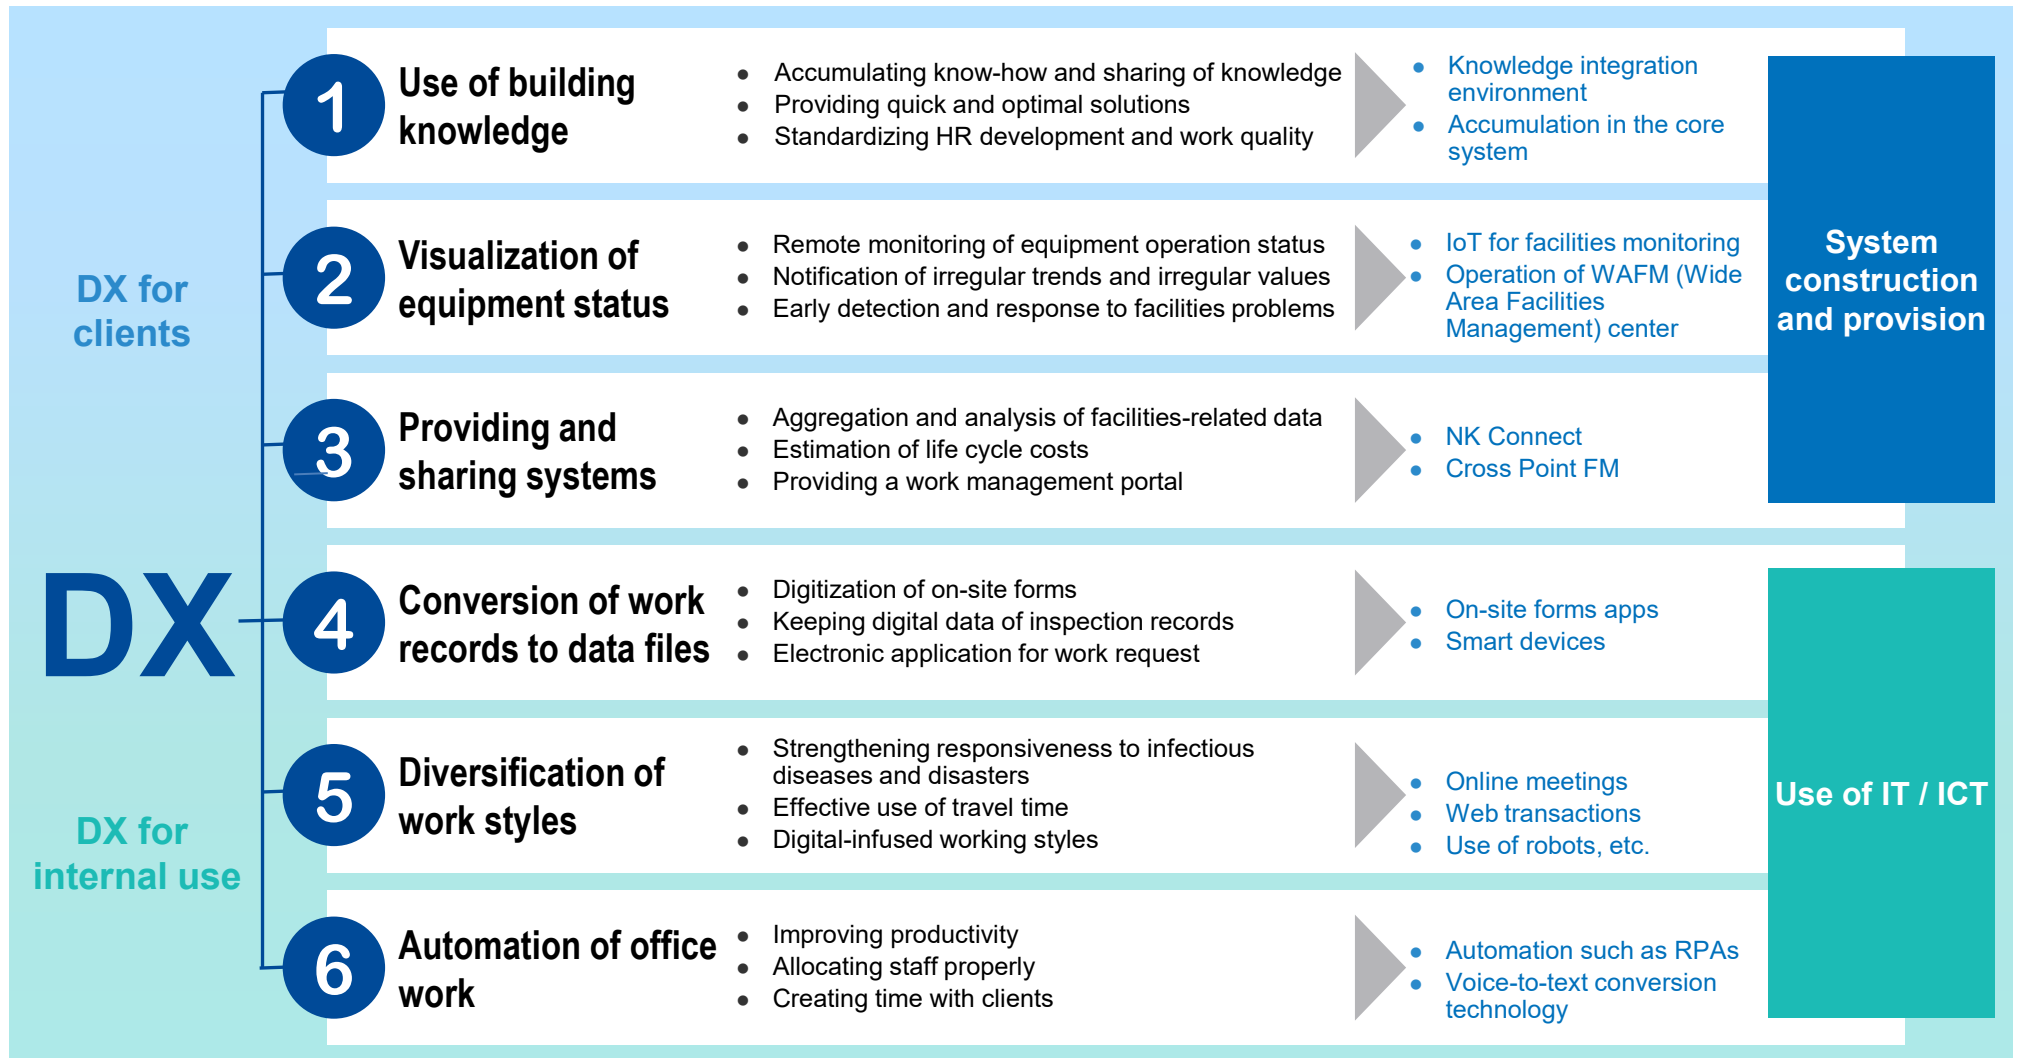 DX for
clients
DX
DX for
internal use
1
Use of building
knowledge
● Accumulating know-how and sharing of knowledge
● Providing quick and optimal solutions
● Standardizing HR development and work quality
● Knowledge integration
environment
● Accumulation in the core
system
2
Visualization of
equipment status
● Remote monitoring of equipment operation status
● Notification of irregular trends and irregular values
● Early detection and response to facilities problems
● IoT for facilities monitoring
● Operation of WAFM (Wide
Area Facilities
Management) center
3
Providing and
sharing systems
● Aggregation and analysis of facilities-related data
● Estimation of life cycle costs
● Providing a work management portal
● NK Connect
● Cross Point FM
System
construction
and provision
4
Conversion of work
records to data files
● Digitization of on-site forms
● Keeping digital data of inspection records
● Electronic application for work request
● On-site forms apps
● Smart devices
5
Diversification of
work styles
● Strengthening responsiveness to infectious
diseases and disasters
● Effective use of travel time
● Digital-infused working styles
● Online meetings
● Web transactions
● Use of robots, etc.
6
Automation of office
work
● Improving productivity
● Allocating staff properly
● Creating time with clients
● Automation such as RPAs
● Voice-to-text conversion
technology
Use of IT / ICT